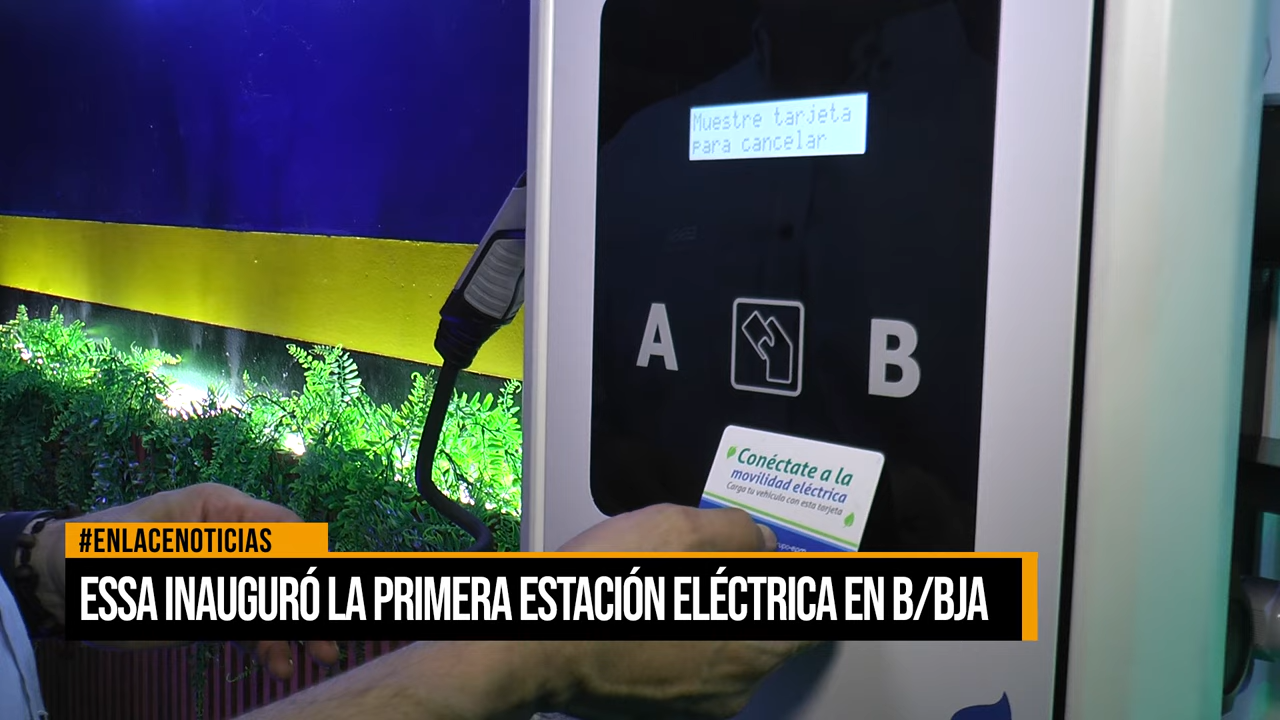 Muestre tarjeta
para cancelar
A B
Conéctate a la
movilidad eléctrica
Carga tu vehículo con esta tarjeta
#ENLACENOTICIAS
ESSA INAUGURÓ LA PRIMERA ESTACIÓN ELÉCTRICA EN B/BJA